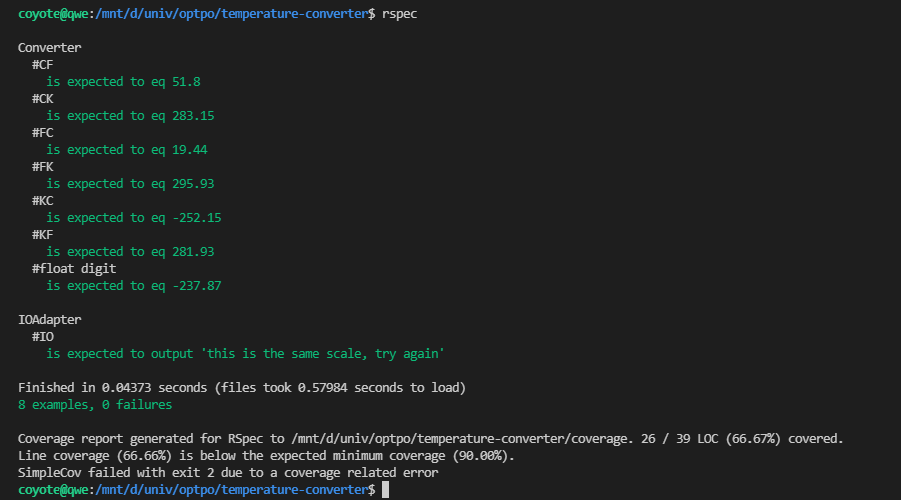 coyote@qwe:/mnt/d/univ/optpo/temperature-converter$ rspec
Converter
#CF
is expected to eq 51.8
#CK
is expected to eq 283.15
#FC
is expected to eq 19.44
#FK
is expected to eq 295.93
#KC
is expected to eq -252.15
#KF
is expected to eq 281.93
#float digit
is expected to eq -237.87
IOAdapter
#IO
is expected to output 'this is the same scale, try again'
Finished in 0.04373 seconds (files took 0.57984 seconds to load)
8 examples, 0 failures
Coverage report generated for RSpec to /mnt/d/univ/optpo/temperature-converter/coverage. 26 / 39 LOC (66.67%) covered.
Line coverage (66.66%) is below the expected minimum coverage (90.00%).
SimpleCov failed with exit 2 due to a coverage related error
coyote@qwe:/mnt/d/univ/optpo/temperature-converter$